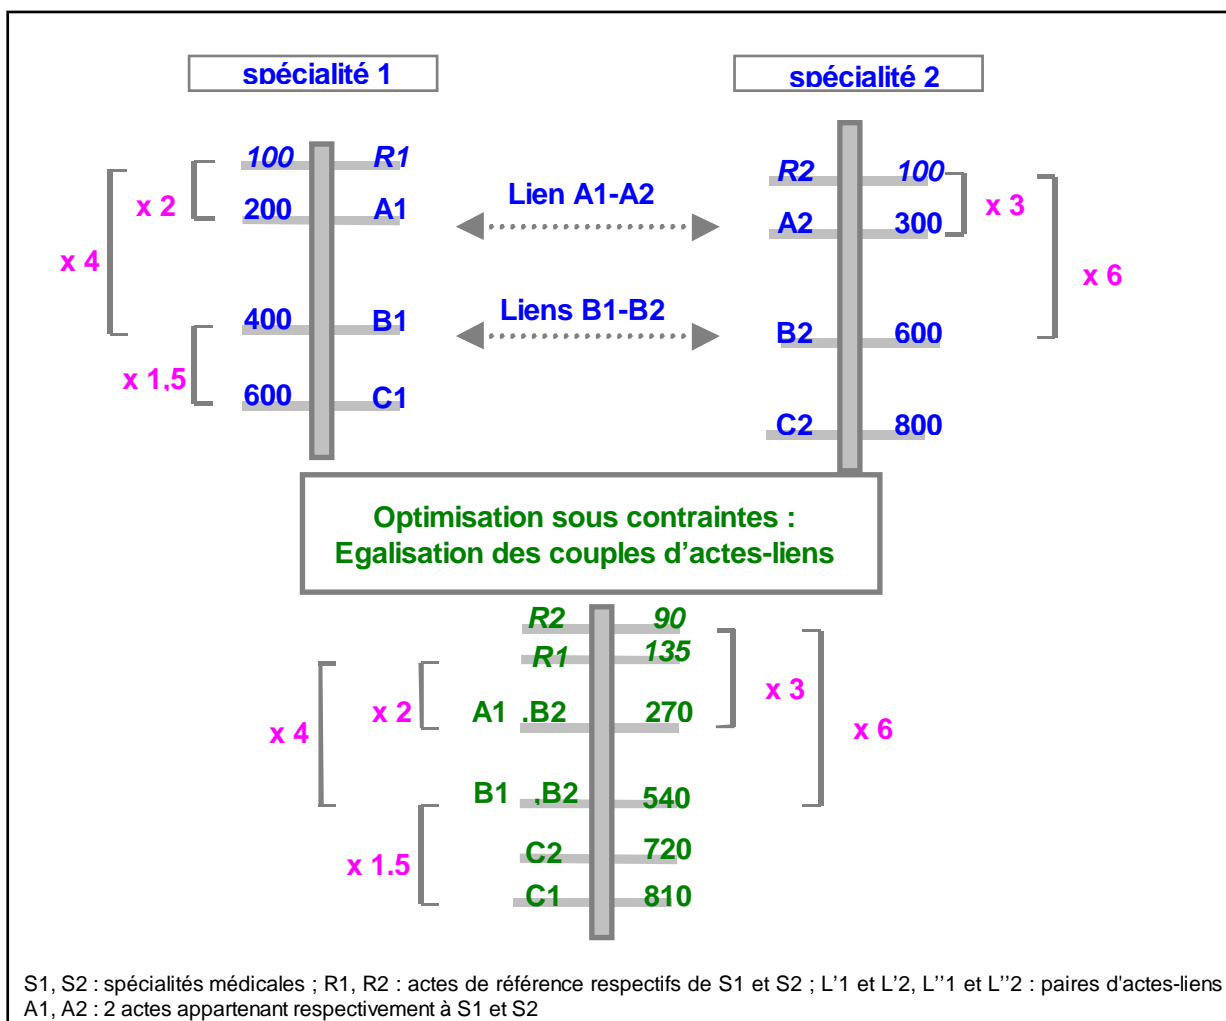 spécialité 1
spécialité 2
100 R1
R2 100
x 2
Lien A1-A2
x 3
200 A1
A2 300
x 4
x 6
Liens B1-B2
400 B1
B2 600
x 1,5
600 C1
C2 800
Optimisation sous contraintes :
Egalisation des couples d'actes-liens
R2 90
R1 135
x 3
x 2
A1 .B2 270
x 4
x 6
B1 ,B2 540
C2 720
x 1.5
C1 810
S1, S2 : spécialités médicales ; R1, R2 : actes de référence respectifs de S1 et S2 ; L'1 et L'2, L''1 et L''2 : paires d'actes-liens
A1, A2 : 2 actes appartenant respectivement à S1 et S2